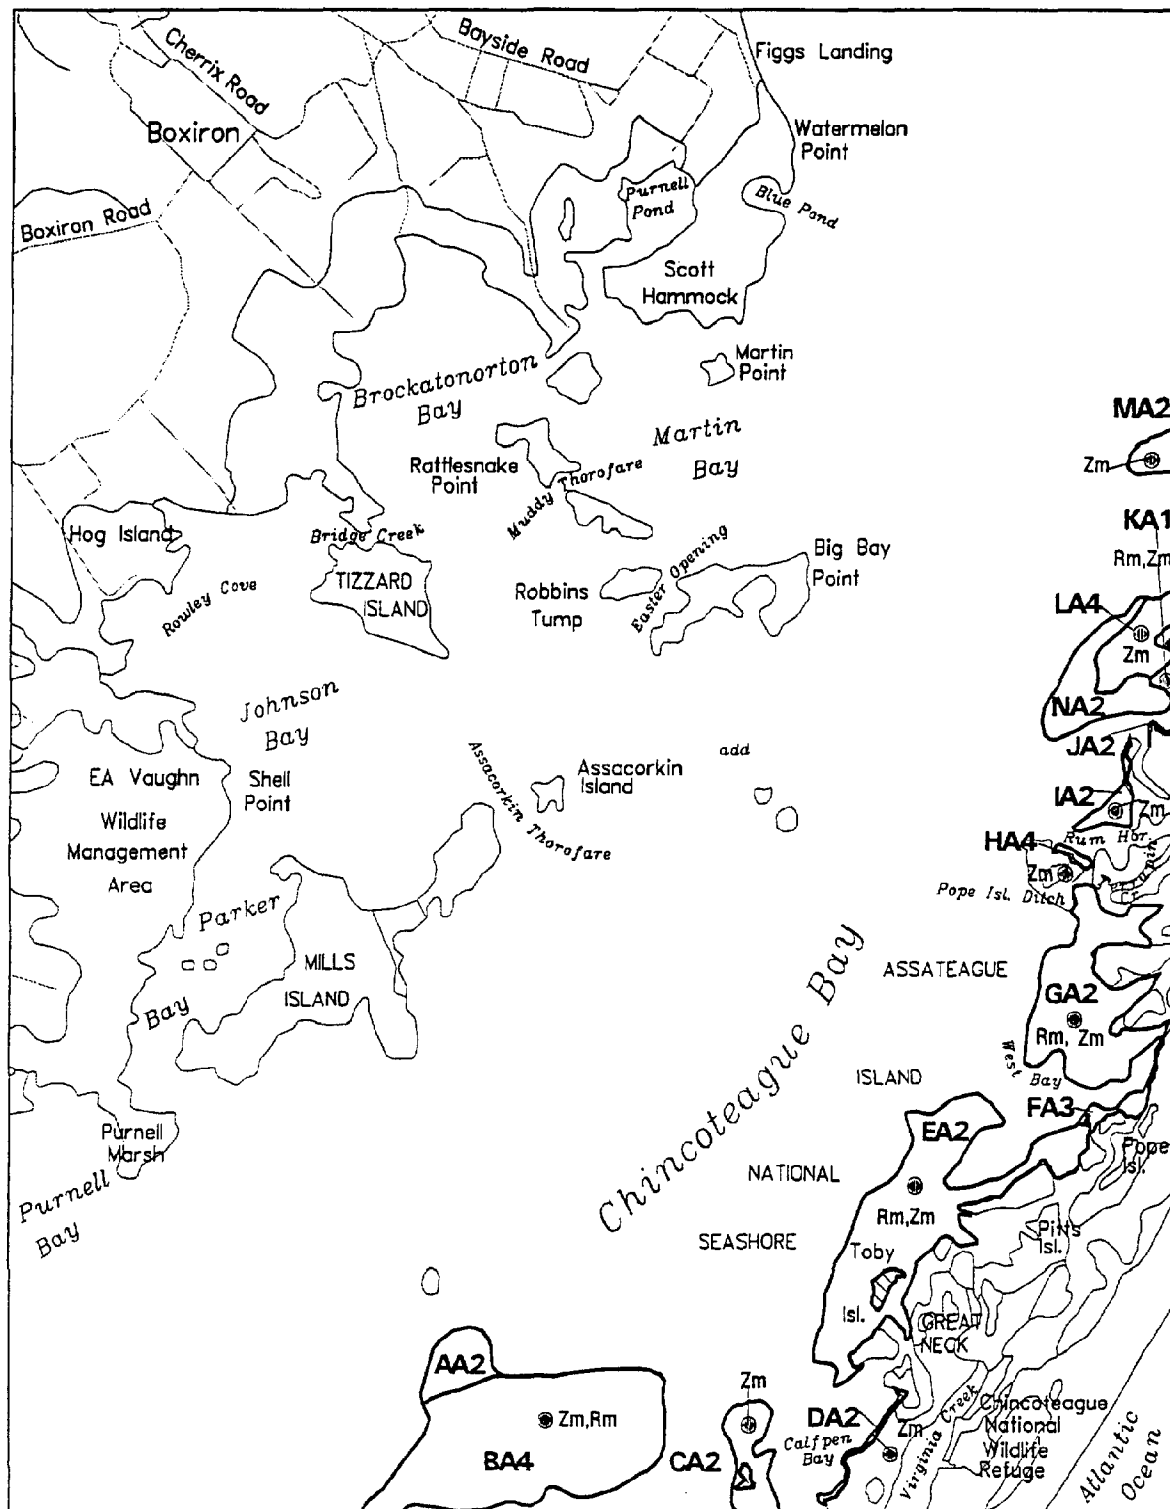 Bayside Road
Figgs Landing
Cherrix Road
Boxiron
Watermelon
Point
Purnell
Pond
Blue Pond
Boxiron Road
Scott
Hammock
Martin
Point
Brockatonorton
Bay
Martin
Bay
MA2
Zm
Rattlesnake
Point
Muddy Thorofare
KA1
Rm,Zm
Hog Island
Bridge Creek
Big Bay
Point
TIZZARD
ISLAND
Robbins
Tump
Easter Opening
Rowley Cove
LA4
Zm
NA2
Johnson
Bay
JA2
EA Vaughn
Wildlife
Management
Area
Shell
Point
Assacorkin Thorofare
Assacorkin
Island
add
IA2
Zm
Rum Hbr.
HA4
Zm
Pope Isl. Ditch
Parker
Bay
MILLS
ISLAND
Chincoteague Bay
ASSATEAGUE
ISLAND
NATIONAL
SEASHORE
GA2
Rm, Zm
West
Bay
FA3
Pope
Isl.
EA2
Rm,Zm
Purnell
Marsh
Purnell
Bay
Pitts
Isl.
Toby
Isl.
GREAT
NECK
AA2
Zm,Rm
BA4
Zm
CA2
DA2
Zm
Calfpen
Bay
Virginia Creek
Chincoteague
National
Wildlife
Refuge
Atlantic
Ocean